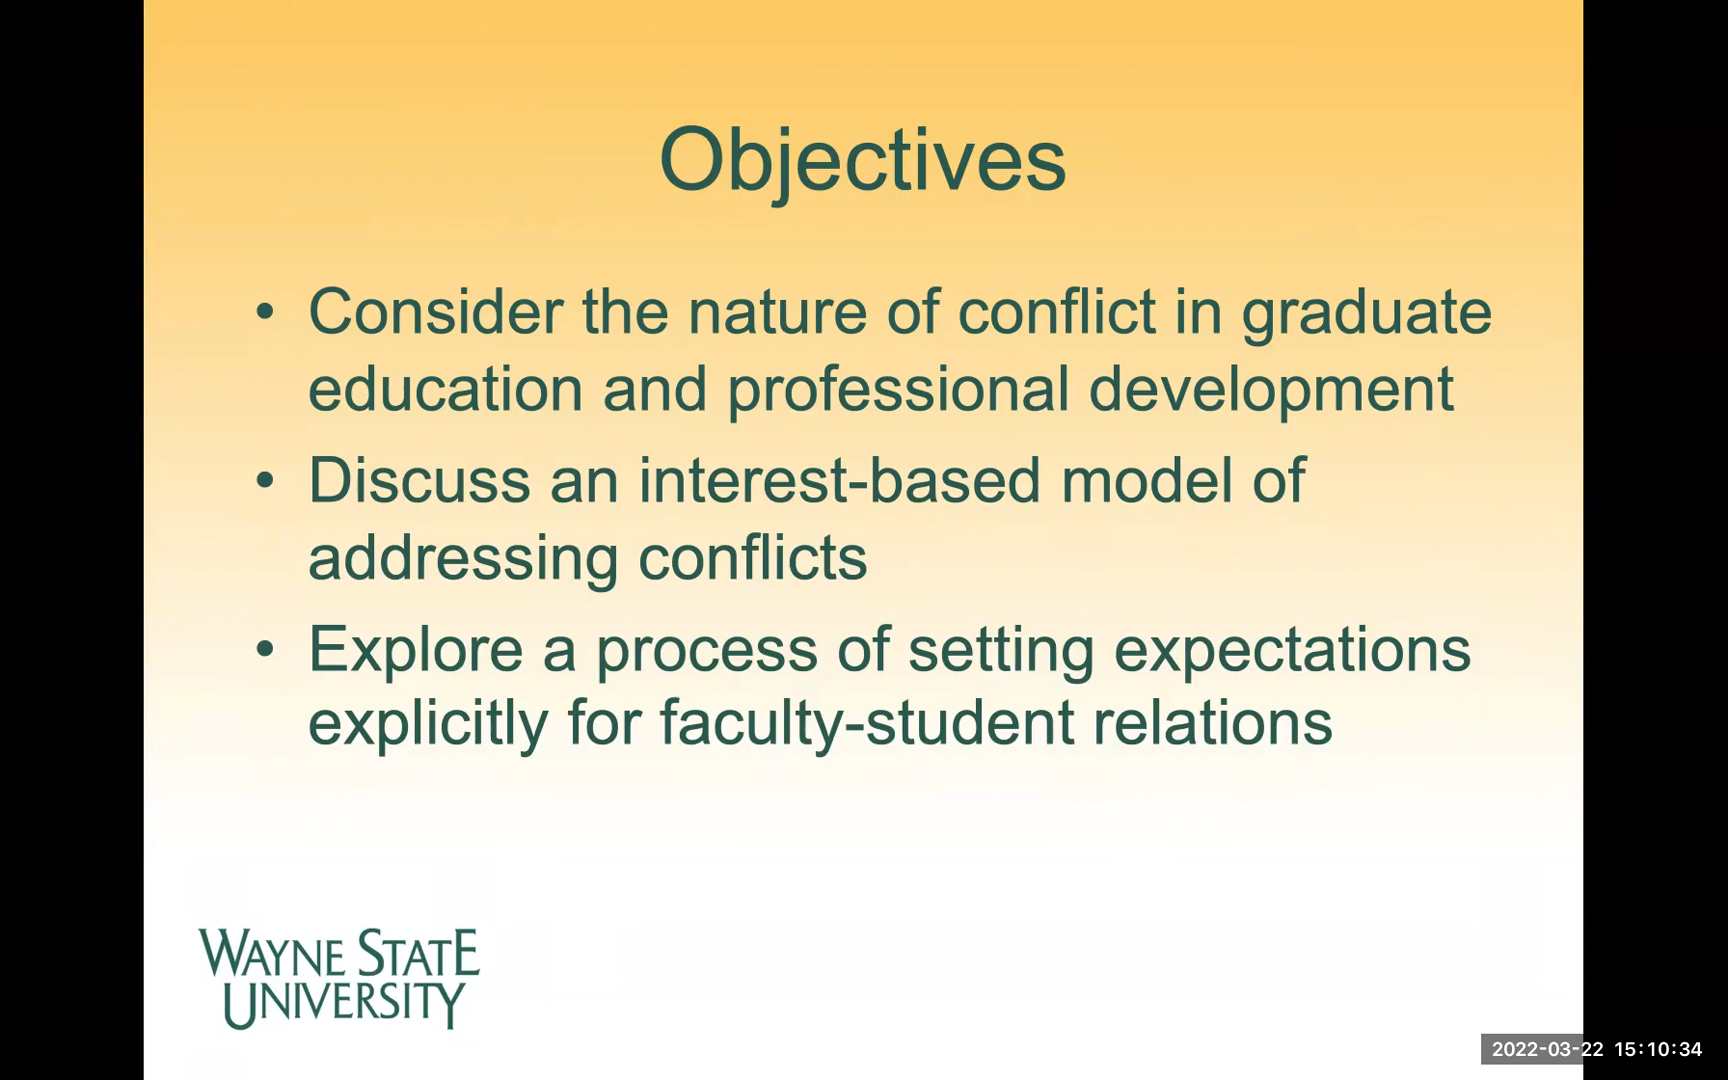 Objectives
• Consider the nature of conflict in graduate
education and professional development
• Discuss an interest-based model of
addressing conflicts
• Explore a process of setting expectations
explicitly for faculty-student relations
WAYNE STATE
UNIVERSITY
2022-03-22 15:10:34